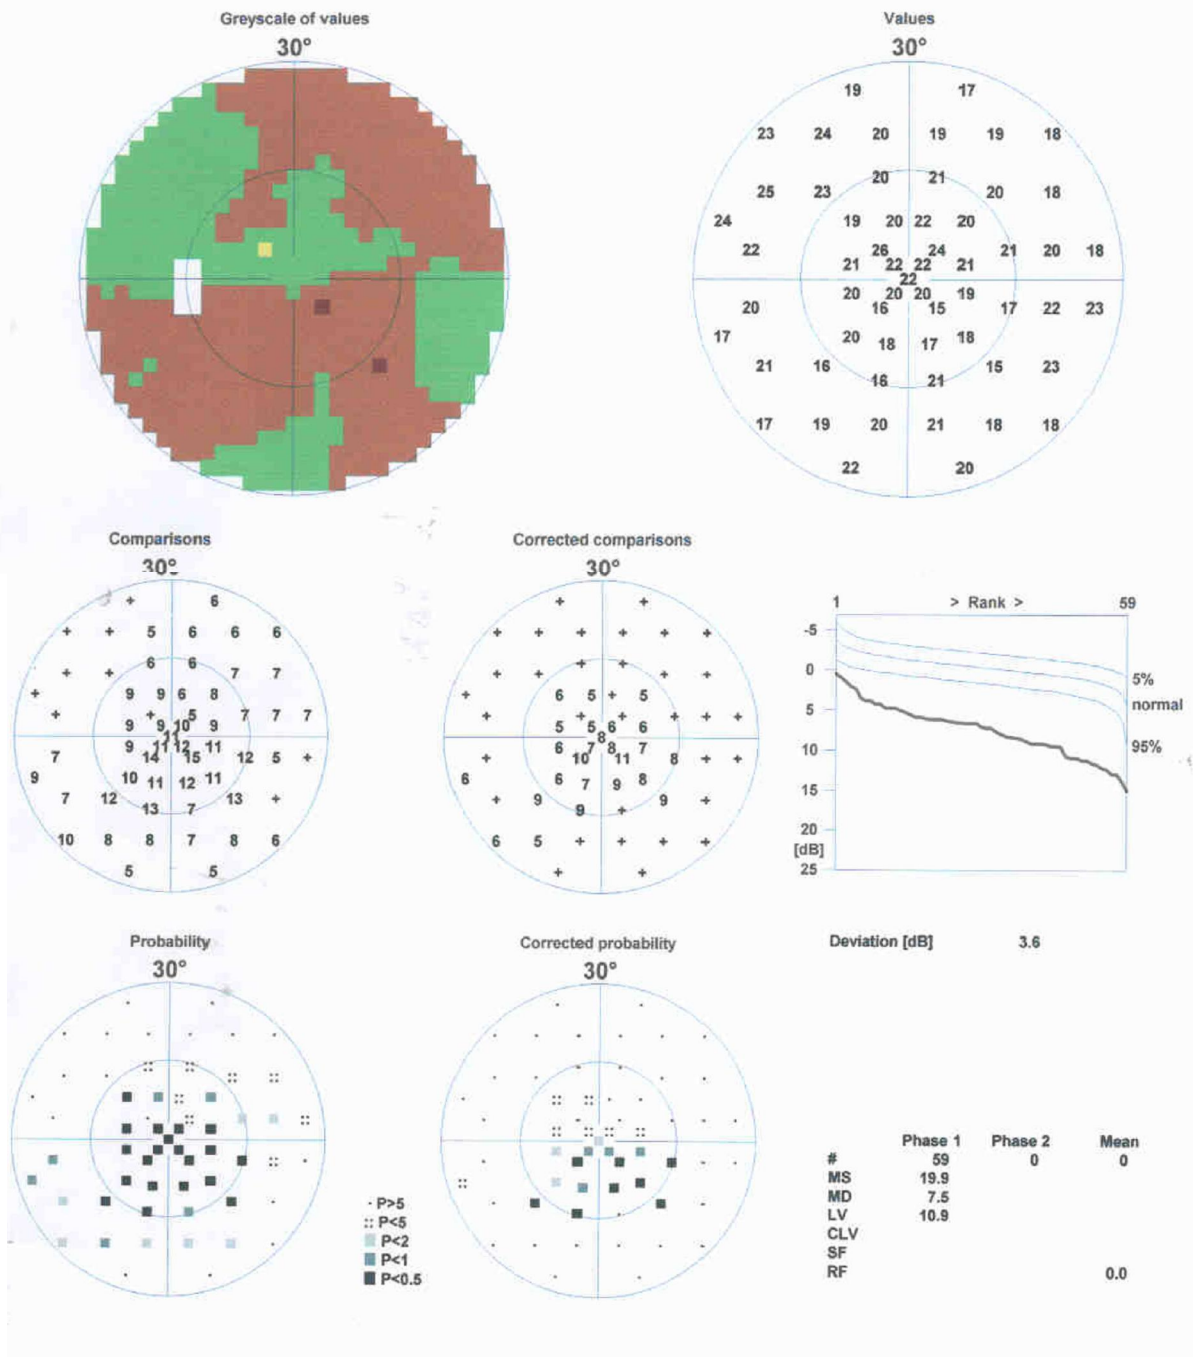 Greyscale of values Values
30° 30°
19 17
23 24 20 19 19 18
20 21
25 23 20 18
24 19 20 22 20
22 26 24 21 20 18
21 22 22 21
22
20 20 20 19
20 16 15 17 22 23
17 20 18 17 18
21 16 15 23
16 21
17 19 20 21 18 18
22 20
Comparisons Corrected comparisons
30° 30°
1 > Rank > 59
+ 6 + +
+ + 5 6 6 6 + + + + + +
6 6 + +
+ + 7 7 + + + +
+ 9 9 6 8 + 6 5 + 5
+ + 5 7 7 7 + + + + + +
9 9 10 9 5 5 6 6
11 8
9 11 12 11 6 7 8 7
7 14 15 12 5 + 10 11 8 + +
9 10 11 12 11 6 6 7 9 8
7 12 13 + + 9 9 +
13 7 9 +
10 8 8 7 8 6 6 5 + + + +
5 5 + +
-5
0
5
10
15
20
[dB]
25
5%
normal
95%
Probability Corrected probability Deviation [dB] 3.6
30° 30°
· P>5
:: P<5
P<2
P<1
P<0.5
Phase 1 Phase 2 Mean
# 59 0 0
MS 19.9
MD 7.5
LV 10.9
CLV
SF
RF 0.0